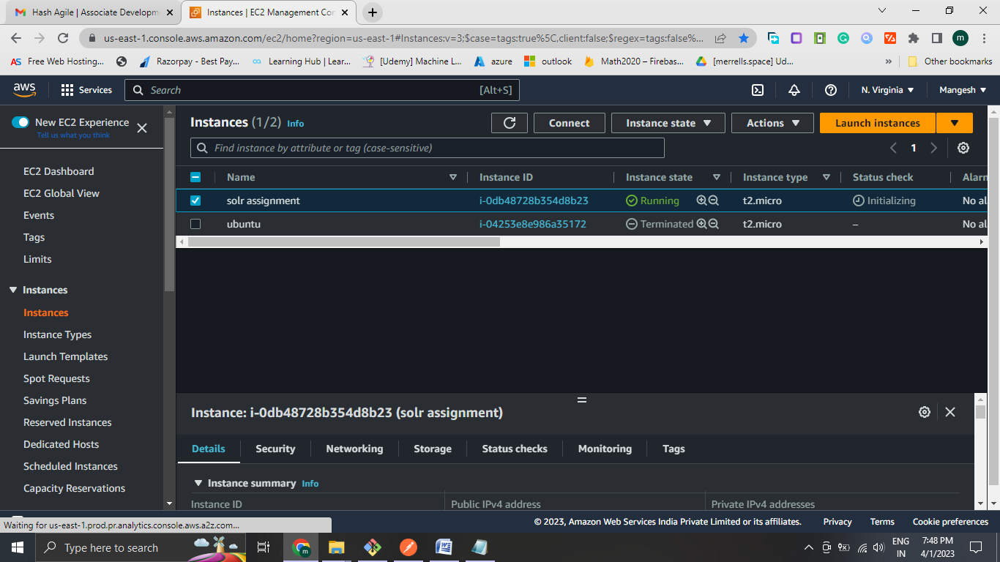 Hash Agile | Associate Developm
Instances | EC2 Management Con
us-east-1.console.aws.amazon.com/ec2/home?region=us-east-1#Instances:v=3;$case=tags:true%5C,client:false;$regex=tags:false%...
m
AS Free Web Hosting...
Razorpay - Best Pay...
Learning Hub | Lear...
[Udemy] Machine L...
azure
outlook
Math2020 – Firebas...
[merrells.space] Ud...
»
Other bookmarks
aws
Services
Search
[Alt+S]
N. Virginia
Mangesh
New EC2 Experience
Tell us what you think
EC2 Dashboard
EC2 Global View
Events
Tags
Limits
Instances
Instances
Instance Types
Launch Templates
Spot Requests
Savings Plans
Reserved Instances
Dedicated Hosts
Scheduled Instances
Capacity Reservations
Instances (1/2) Info
Connect
Instance state
Actions
Launch instances
Find instance by attribute or tag (case-sensitive)
1
Name Instance ID Instance state Instance type Status check Alarm
solr assignment i-0db48728b354d8b23 Running t2.micro Initializing No al
ubuntu i-04253e8e986a35172 Terminated t2.micro – No al
Instance: i-0db48728b354d8b23 (solr assignment)
Details Security Networking Storage Status checks Monitoring Tags
Instance summary Info
Instance ID Public IPv4 address Private IPv4 addresses
Waiting for us-east-1.prod.pr.analytics.console.aws.a2z.com...
© 2023, Amazon Web Services India Private Limited or its affiliates. Privacy Terms Cookie preferences
Type here to search
ENG
IN
7:48 PM
4/1/2023